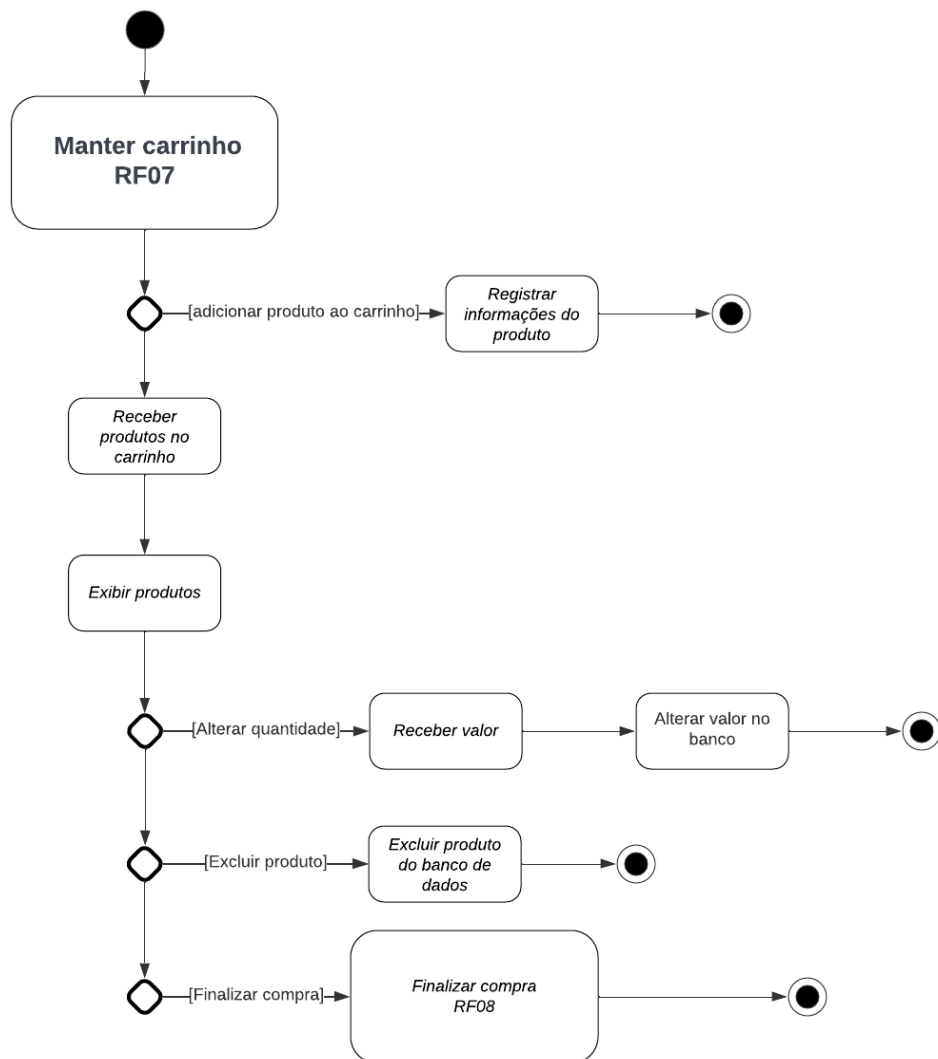 Manter carrinho
RF07
[adicionar produto ao carrinho]
Registrar
informações do
produto
Receber
produtos no
carrinho
Exibir produtos
[Alterar quantidade]
Receber valor
Alterar valor no
banco
[Excluir produto]
Excluir produto
do banco de
dados
[Finalizar compra]
Finalizar compra
RF08